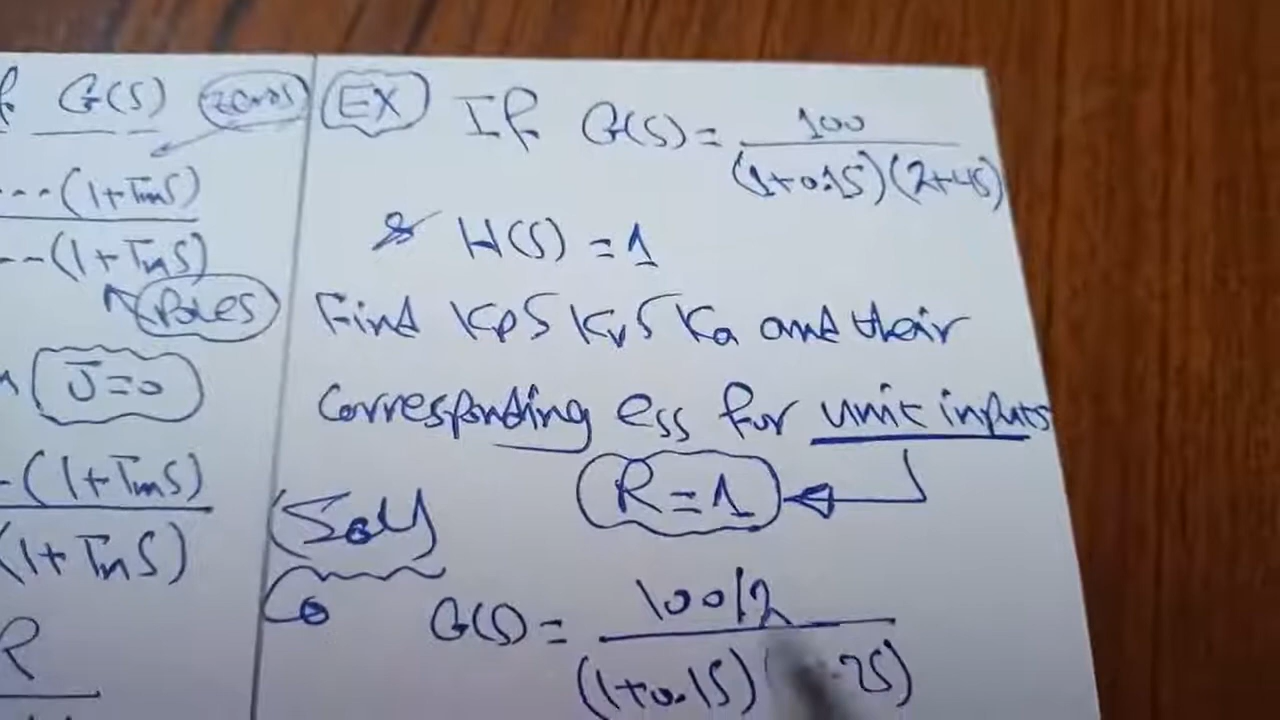 G(S) zeros
---(1+TmS)
---(1+TnS)
Poles
J=0
-(1+TmS)
(1+TnS)
R
EX If G(S) = 100
(1+0.1S)(2+4S)
& H(S) = 1
Find Kp, Kv, Ka and their
corresponding ess for unit inputs
R=1
Sol
G(S) = 100/2
(1+0.1S) 2S)